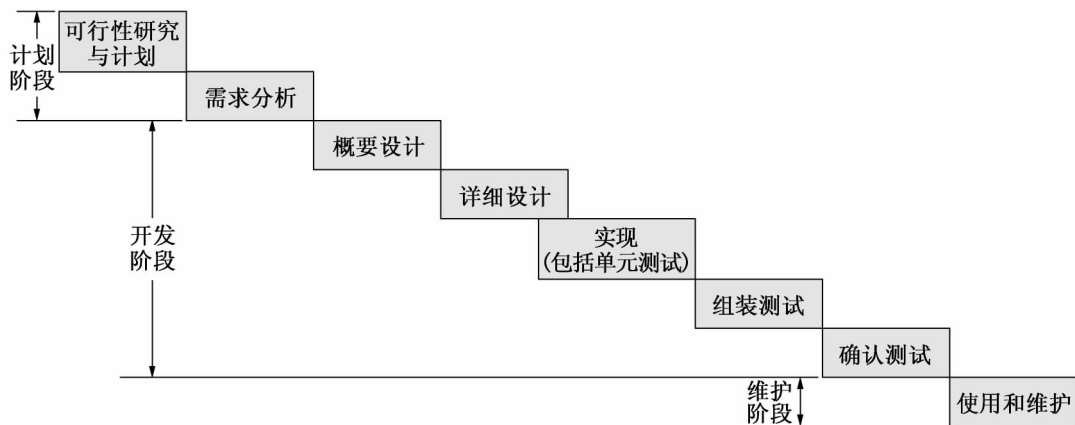 可行性研究
与计划
计划
阶段
需求分析
概要设计
详细设计
开发
阶段
实现
(包括单元测试)
组装测试
确认测试
维护
阶段
使用和维护